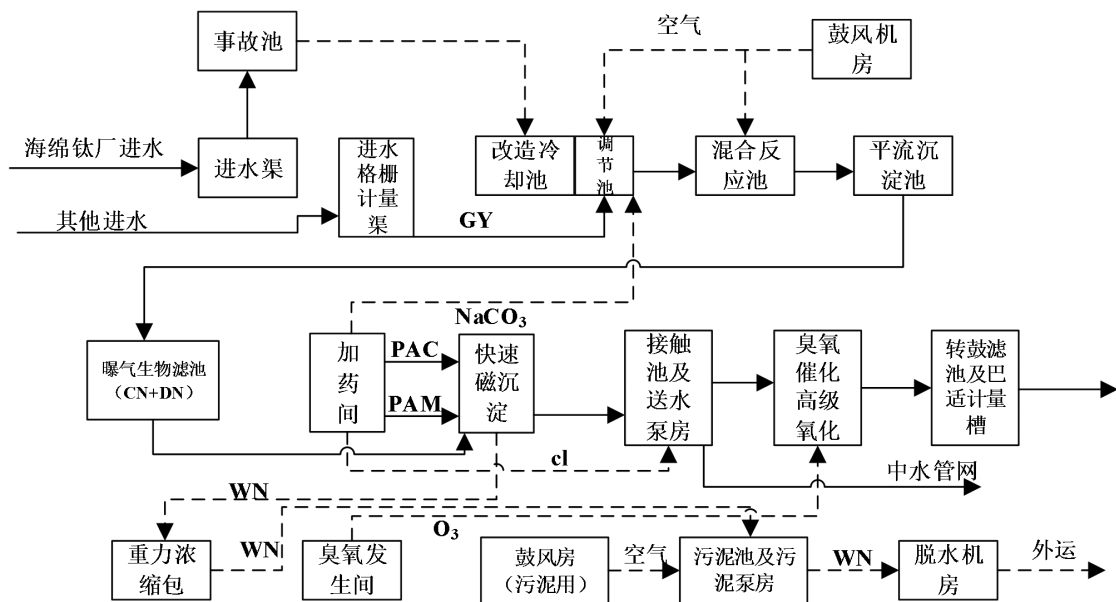 事故池
空气
鼓风机
房
海绵钛厂进水
进水渠
进水
格栅
计量
渠
改造冷
却池
调
节
池
混合反
应池
平流沉
淀池
其他进水
GY
NaCO3
曝气生物滤池
（CN+DN）
加
药
间
PAC
PAM
快速
磁沉
淀
接触
池及
送水
泵房
臭氧
催化
高级
氧化
转鼓滤
池及巴
适计量
槽
cl
中水管网
WN
重力浓
缩包
WN
臭氧发
生间
O3
鼓风房
（污泥用）
空气
污泥池及污
泥泵房
WN
脱水机
房
外运